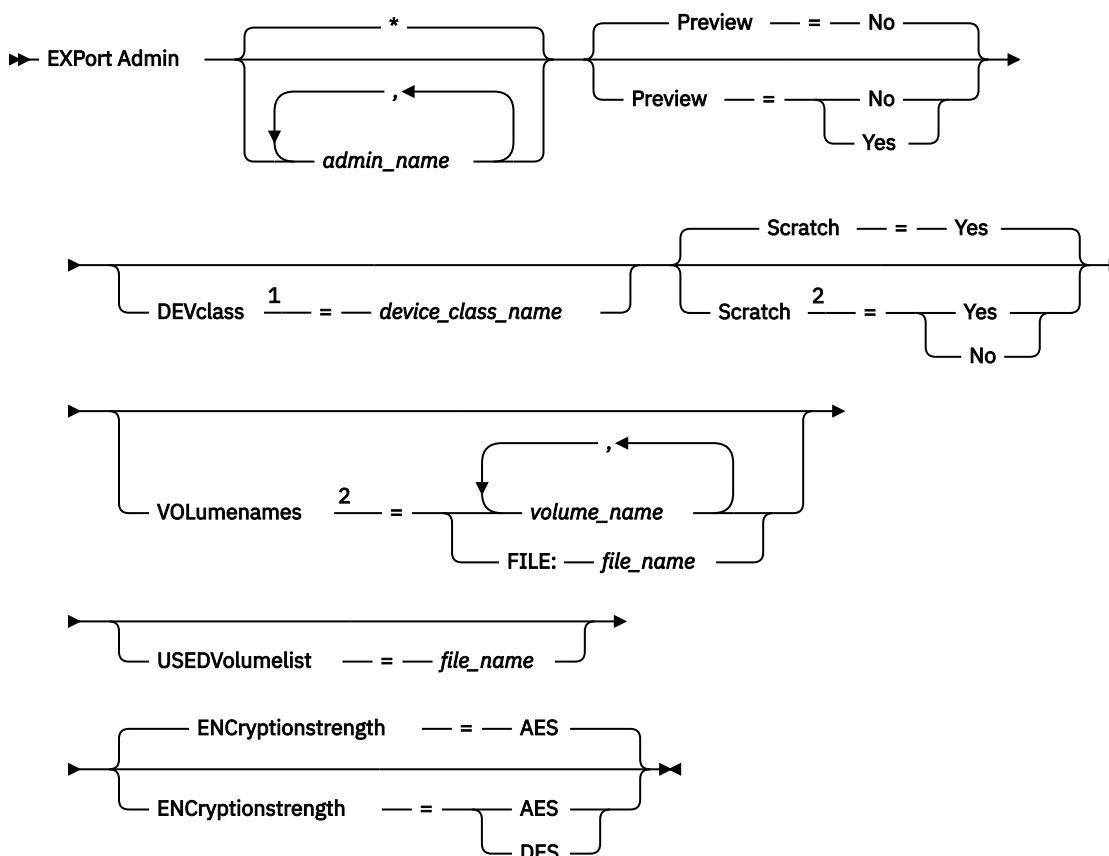 *
Preview = No
EXPort Admin
,
Preview = No
Yes
admin_name
Scratch = Yes
DEVclass 1 = device_class_name
Scratch 2 = Yes
No
,
VOLumenames 2 = volume_name
FILE: file_name
USEDVolumelist = file_name
ENCryptionstrength = AES
ENCryptionstrength = AES
DES